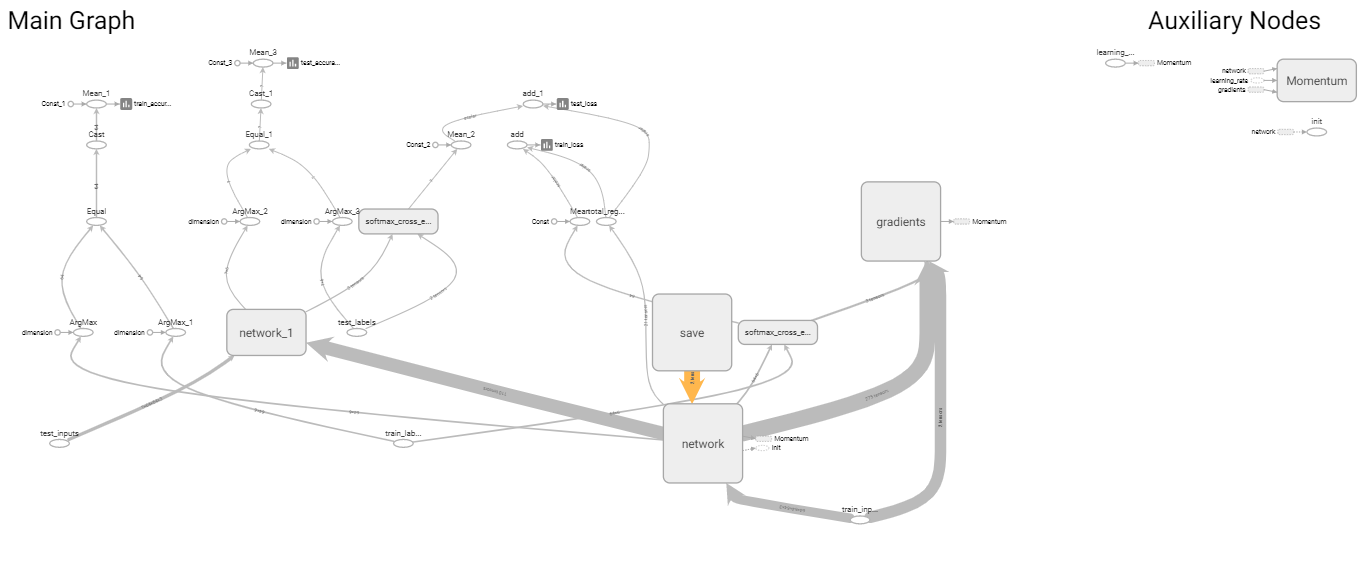 Main Graph
Auxiliary Nodes
Mean_3
Const_3
test_accura...
learning_...
Momentum
network
learning_rate
gradients
Momentum
Mean_1
Const_1
train_accur...
Cast_1
add_1
test_loss
init
network
Cast
Equal_1
Const_2
Mean_2
add
train_loss
Equal
dimension
ArgMax_2
dimension
ArgMax_3
softmax_cross_e...
Const
Mean
total_reg...
gradients
Momentum
dimension
ArgMax
dimension
ArgMax_1
network_1
test_labels
save
softmax_cross_e...
test_inputs
train_lab...
network
Momentum
init
train_inp...